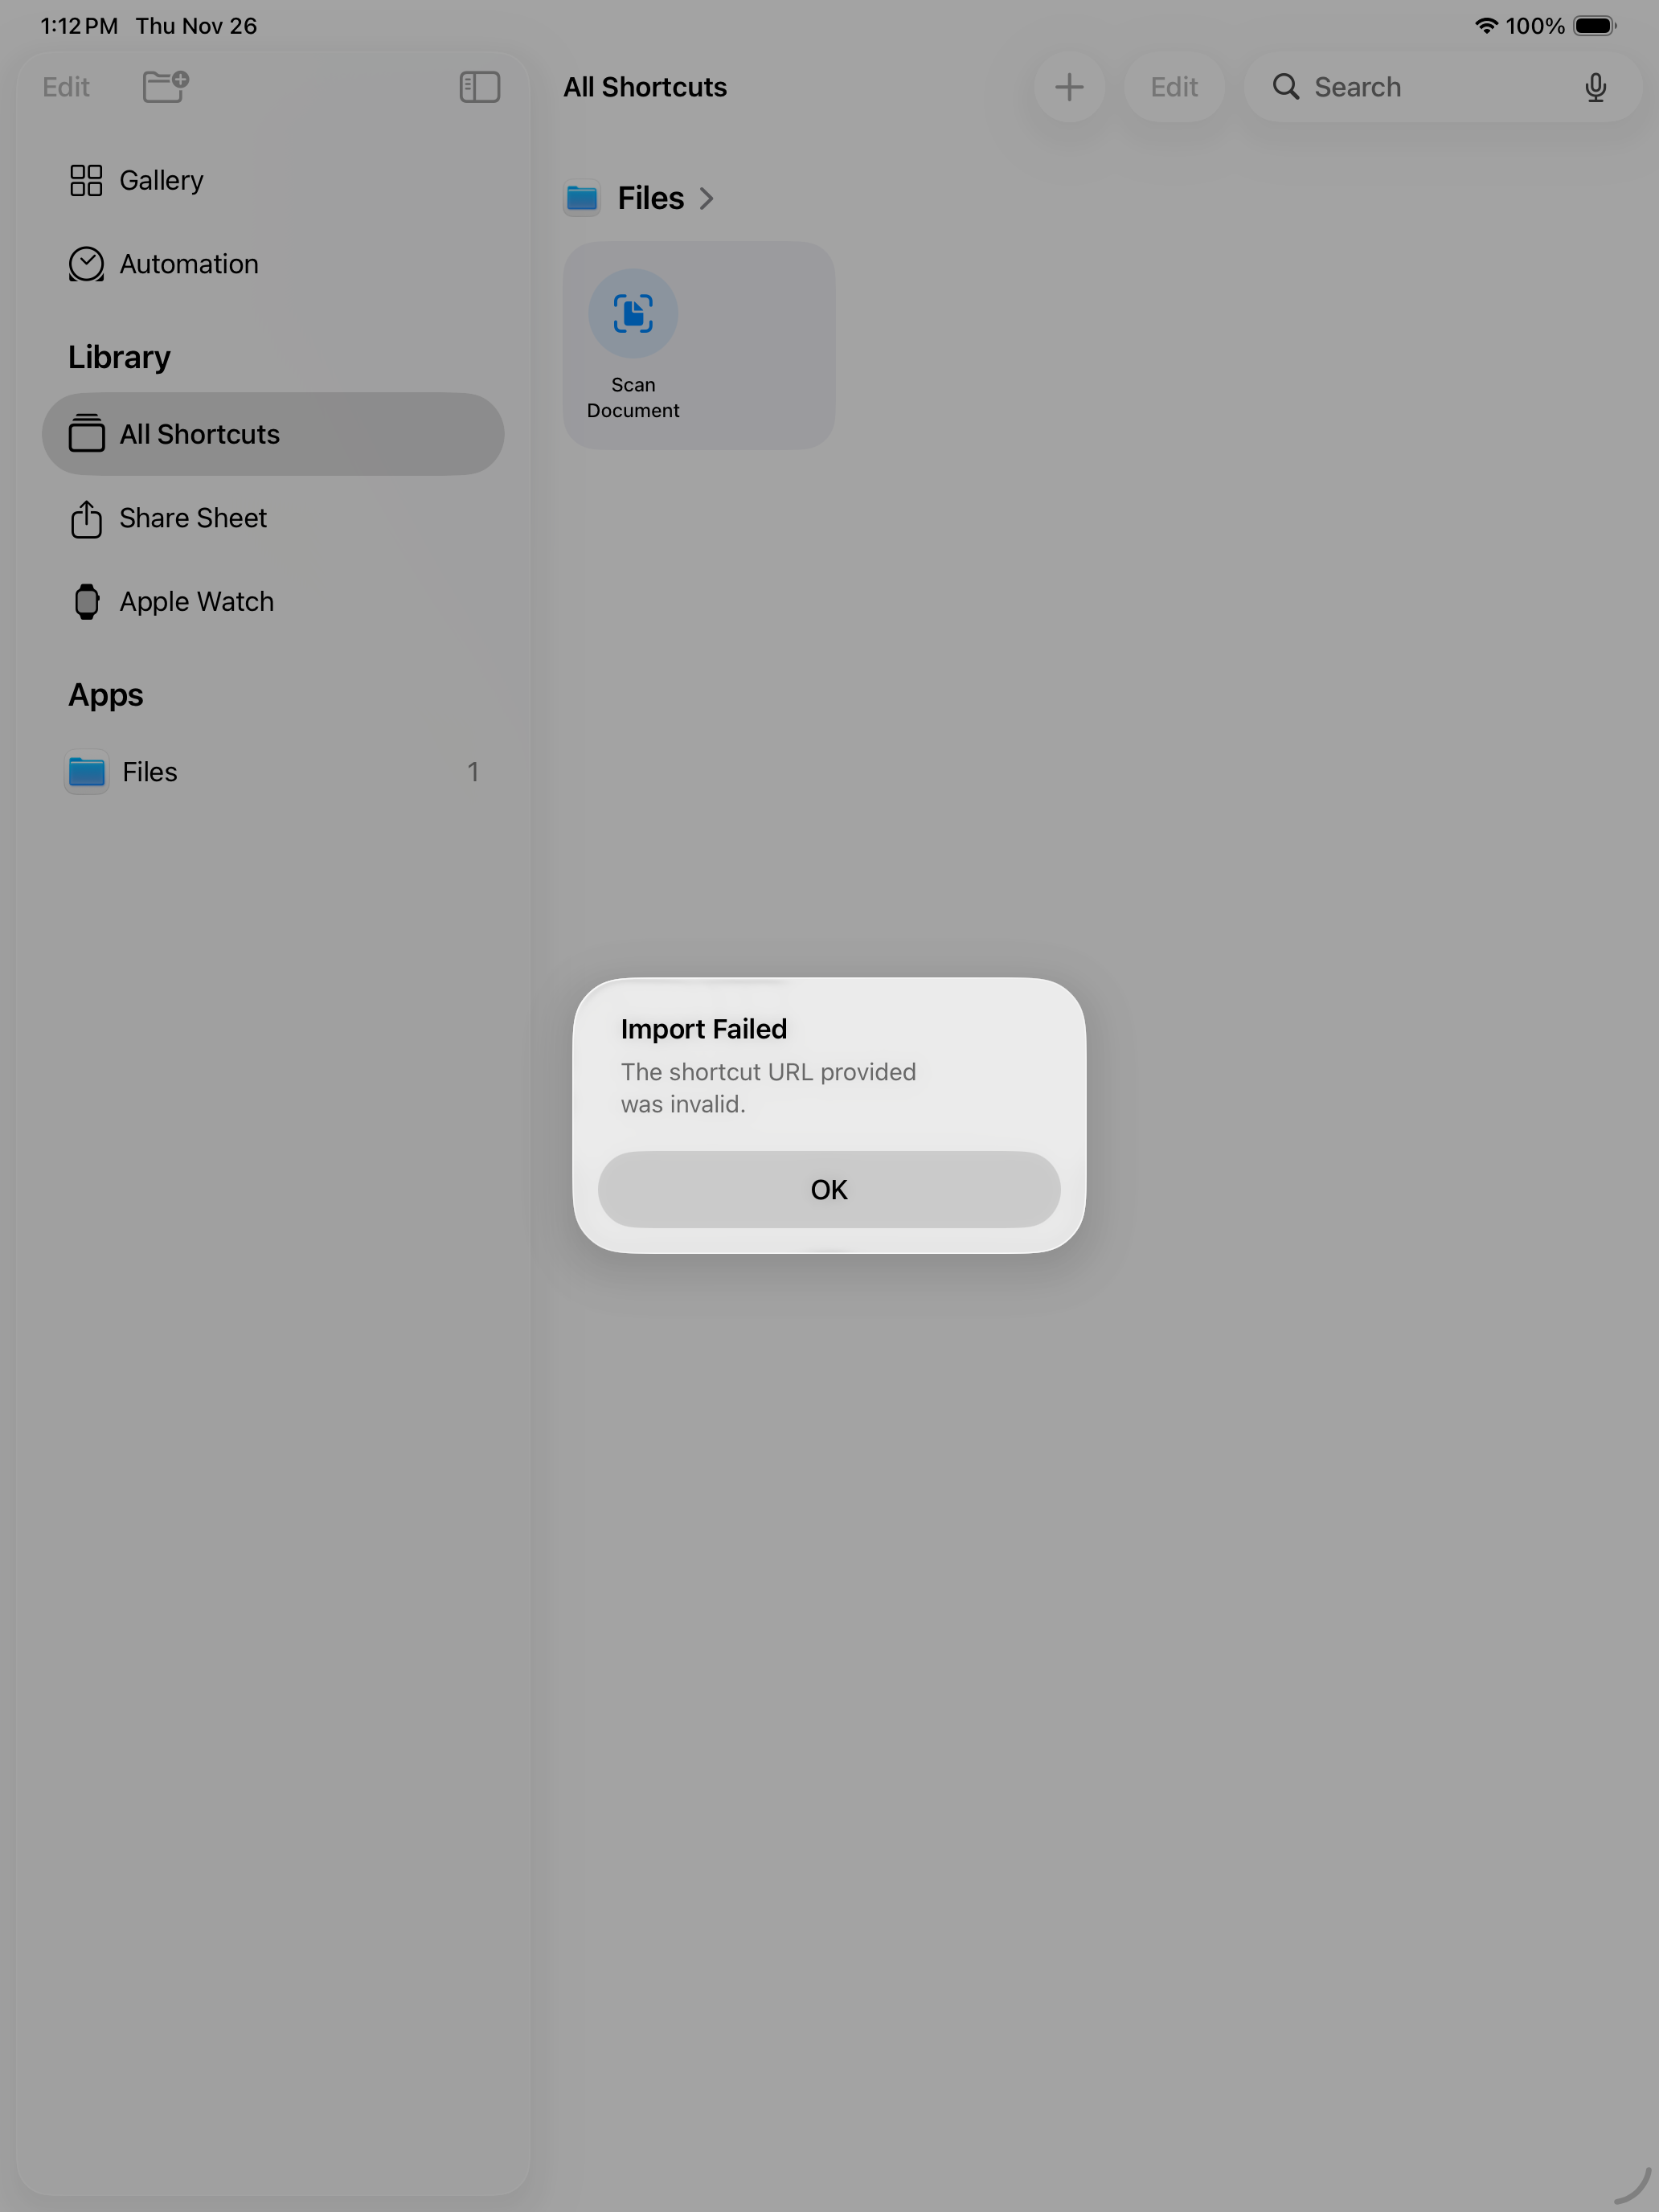 1:12 PM Thu Nov 26
100%
Edit
All Shortcuts
Edit
Search
Gallery
Automation
Library
All Shortcuts
Share Sheet
Apple Watch
Apps
Files
1
Files
Scan
Document
Import Failed
The shortcut URL provided
was invalid.
OK